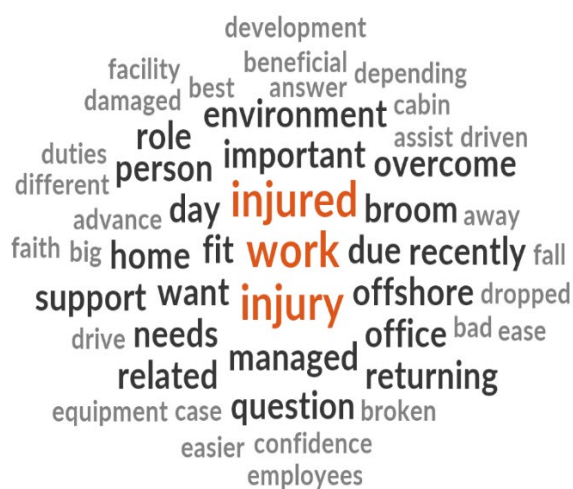 development
facility beneficial depending
damaged best answer cabin
role environment assist driven
duties person important overcome
different
advance day injured broom away
faith big home fit work due recently fall
support want injury offshore dropped
drive needs managed office bad ease
related returning
equipment case question broken
easier confidence
employees